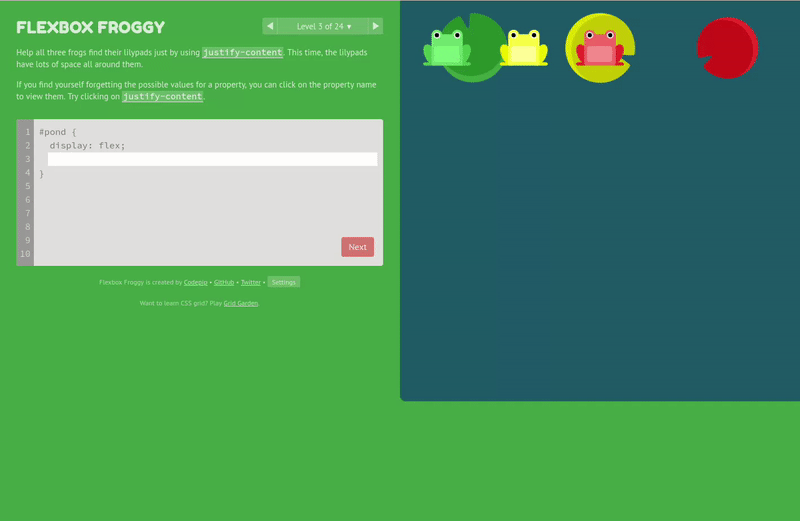 FLEXBOX FROGGY
◀ Level 3 of 24 ▾ ▶
Help all three frogs find their lilypads just by using justify-content. This time, the lilypads
have lots of space all around them.
If you find yourself forgetting the possible values for a property, you can click on the property name
to view them. Try clicking on justify-content.
1 #pond {
2 display: flex;
3
4 }
5
6
7
8
9
10
Next
Flexbox Froggy is created by Codepip • GitHub • Twitter • Settings
Want to learn CSS grid? Play Grid Garden.